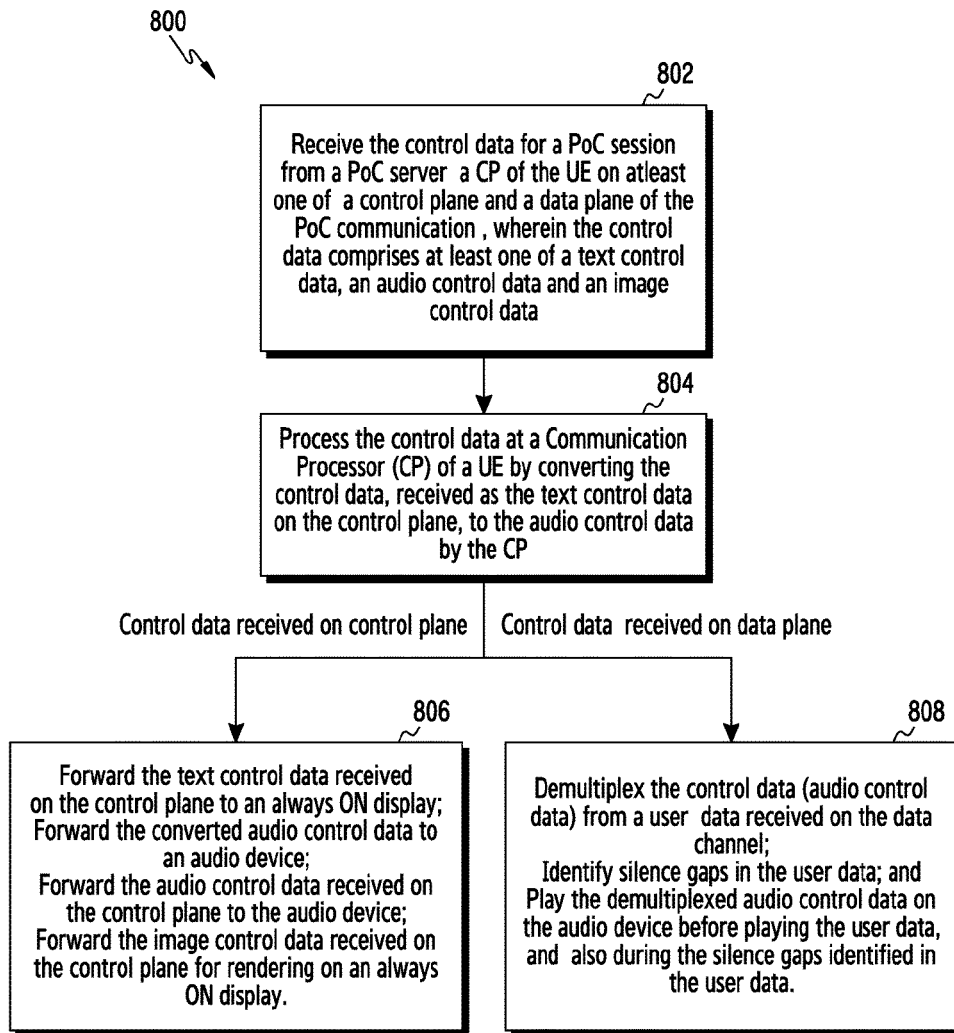 800
802
Receive the control data for a PoC session
from a PoC server a CP of the UE on atleast
one of a control plane and a data plane of the
PoC communication , wherein the control
data comprises at least one of a text control
data, an audio control data and an image
control data
804
Process the control data at a Communication
Processor (CP) of a UE by converting the
control data, received as the text control data
on the control plane, to the audio control data
by the CP
Control data received on control plane
Control data received on data plane
806
Forward the text control data received
on the control plane to an always ON display;
Forward the converted audio control data to
an audio device;
Forward the audio control data received on
the control plane to the audio device;
Forward the image control data received on
the control plane for rendering on an always
ON display.
808
Demultiplex the control data (audio control
data) from a user data received on the data
channel;
Identify silence gaps in the user data; and
Play the demultiplexed audio control data on
the audio device before playing the user data,
and also during the silence gaps identified in
the user data.